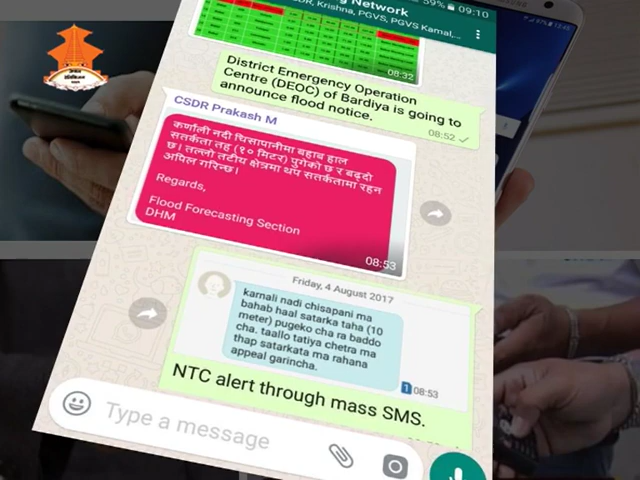 59% 09:10
g Network
SDR, Krishna, PGVS, PGVS Kamal,...
08:32
District Emergency Operation
Centre (DEOC) of Bardiya is going to
announce flood notice.
08:52
CSDR Prakash M
कर्णाली नदी चिसापानीमा बहाब हाल
सतर्कता तह (१० मिटर) पुगेको छ र बढ्दो
छ। तल्लो तटीय क्षेत्रमा थप सतर्कतामा रहन
अपिल गरिन्छ।
Regards,
Flood Forecasting Section
DHM
08:53
Friday, 4 August 2017
karnali nadi chisapani ma
bahab haal satarka taha (10
meter) pugeko cha ra baddo
cha. taallo tatiya chetra ma
thap satarkata ma rahana
appeal garincha.
1 08:53
NTC alert through mass SMS.
Type a message